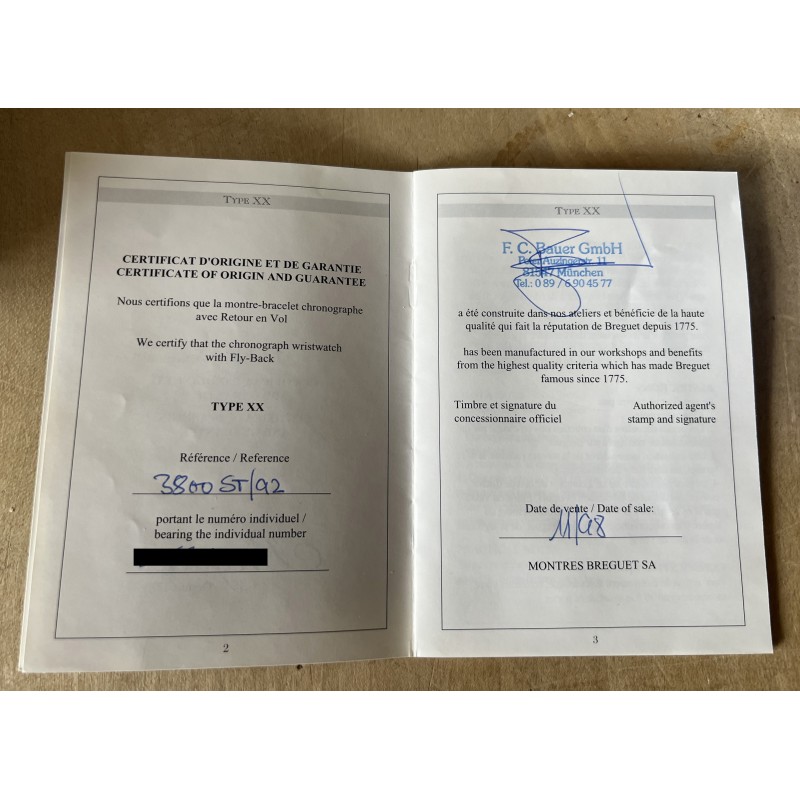 TYPE XX
CERTIFICAT D'ORIGINE ET DE GARANTIE
CERTIFICATE OF ORIGIN AND GUARANTEE
Nous certifions que la montre-bracelet chronographe
avec Retour en Vol
We certify that the chronograph wristwatch
with Fly-Back
TYPE XX
Référence / Reference
3800 ST/92
portant le numéro individuel /
bearing the individual number
2
TYPE XX
F. C. Bauer GmbH
11
München
Tel.: 0 89 / 6 90 45 77
a été construite dans nos ateliers et bénéficie de la haute
qualité qui fait la réputation de Breguet depuis 1775.
has been manufactured in our workshops and benefits
from the highest quality criteria which has made Breguet
famous since 1775.
Timbre et signature du
concessionnaire officiel
Authorized agent's
stamp and signature
Date de vente / Date of sale:
11/98
MONTRES BREGUET SA
3